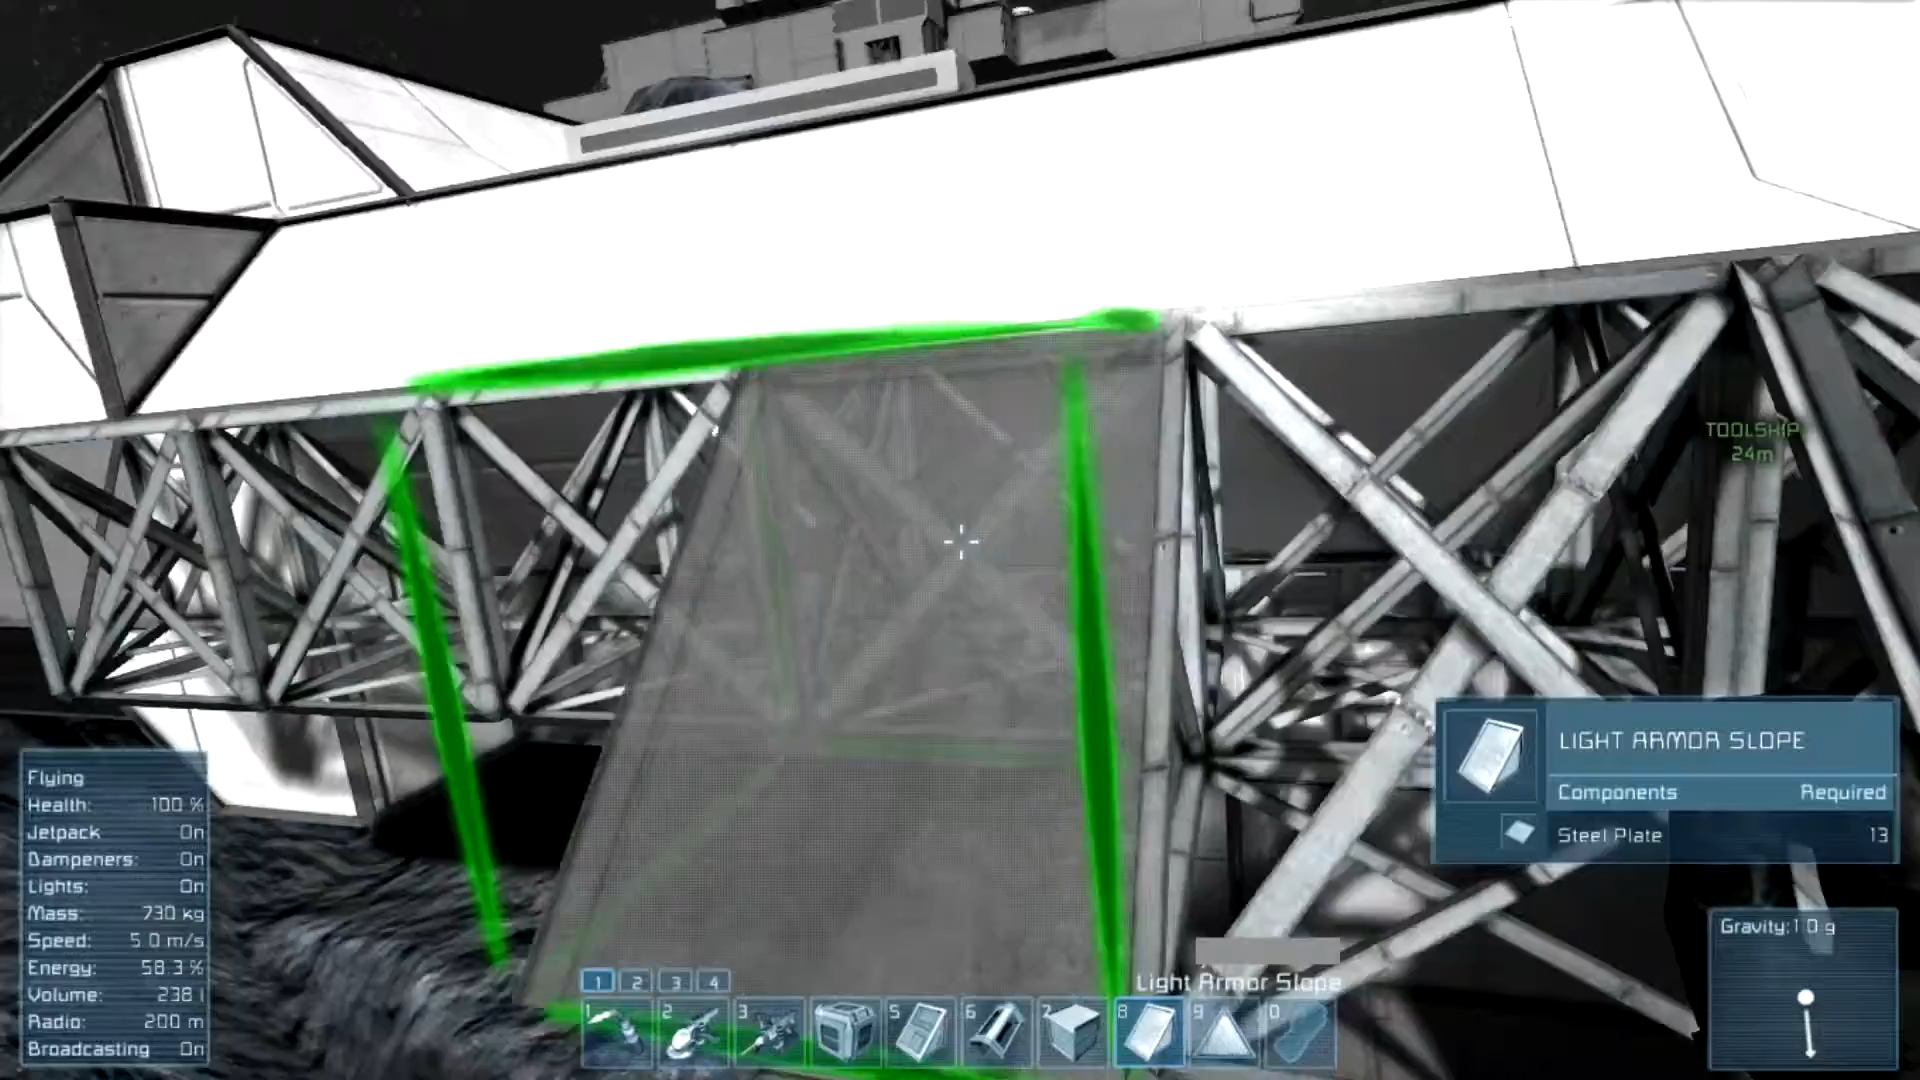 TOOLSHIP
24m
LIGHT ARMOR SLOPE
Components Required
Steel Plate 13
Flying
Health: 100 %
Jetpack On
Dampeners: On
Lights: On
Mass: 730 kg
Speed: 5.0 m/s
Energy: 58.3 %
Volume: 238 l
Radio: 200 m
Broadcasting On
Gravity: 1.0 g
1 2 3 4
Light Armor Slope
1 2 3 5 6 7 8 9 0